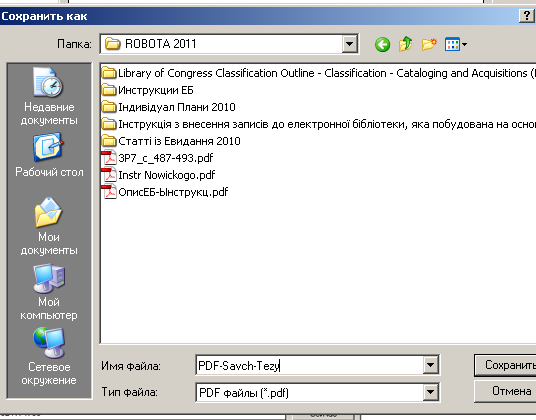 Сохранить как
?
Папка: ROBOTA 2011
Недавние документы
Рабочий стол
Мои документы
Мой компьютер
Сетевое окружение
Library of Congress Classification Outline - Classification - Cataloging and Acquisitions (
Инструкции ЕБ
Індивідуал Плани 2010
Інструкція з внесення записів до електронної бібліотеки, яка побудована на осно
Статті із Евидання 2010
ЗР7_с_487-493.pdf
Instr Nowickogo.pdf
ОписЕБ-Ынструкц.pdf
Имя файла: PDF-Savch-Tezy
Сохранить
Тип файла: PDF файлы (*.pdf)
Отмена